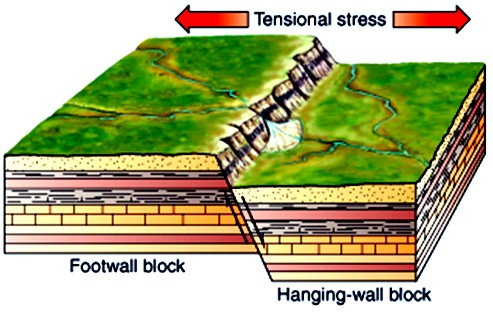 Tensional stress
Footwall block
Hanging-wall block